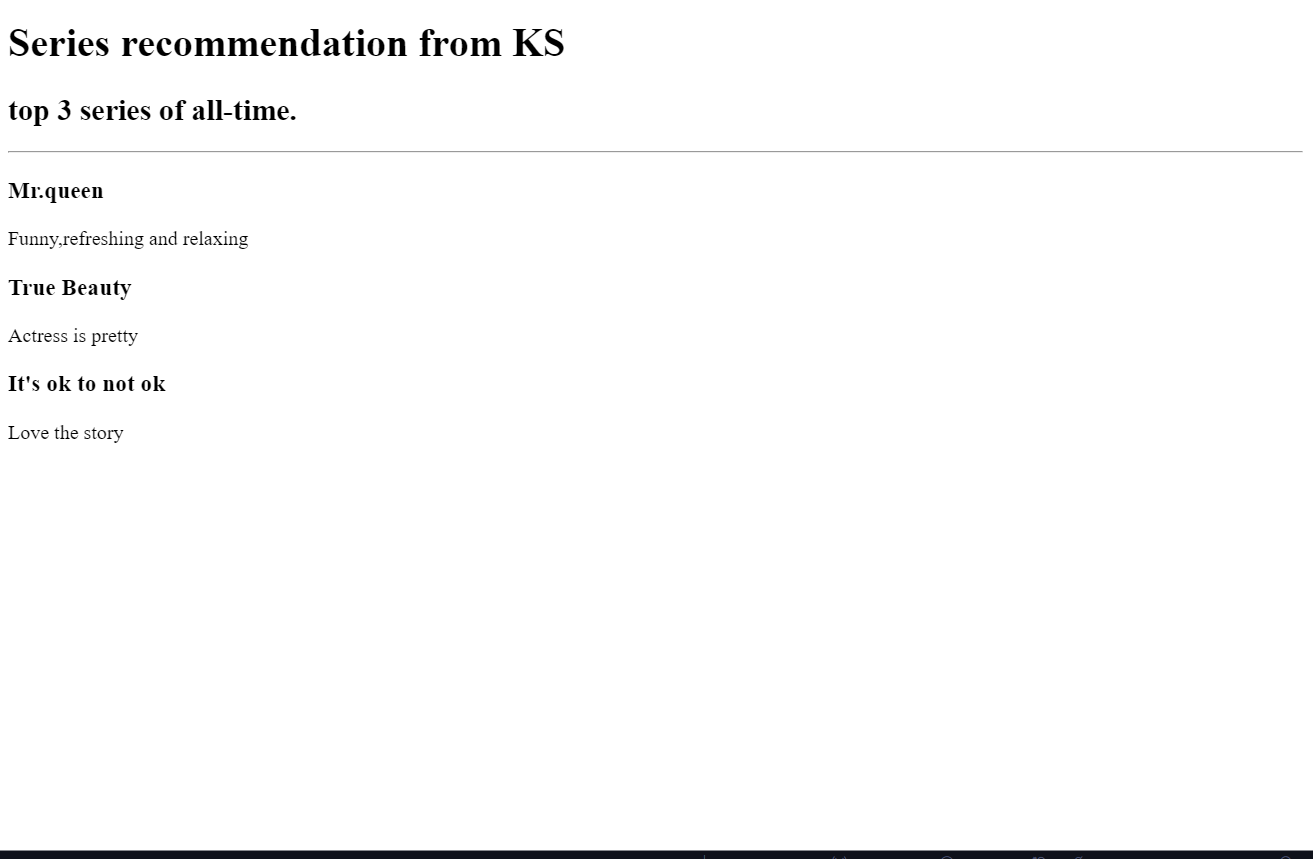 Series recommendation from KS
top 3 series of all-time.
Mr.queen
Funny,refreshing and relaxing
True Beauty
Actress is pretty
It's ok to not ok
Love the story